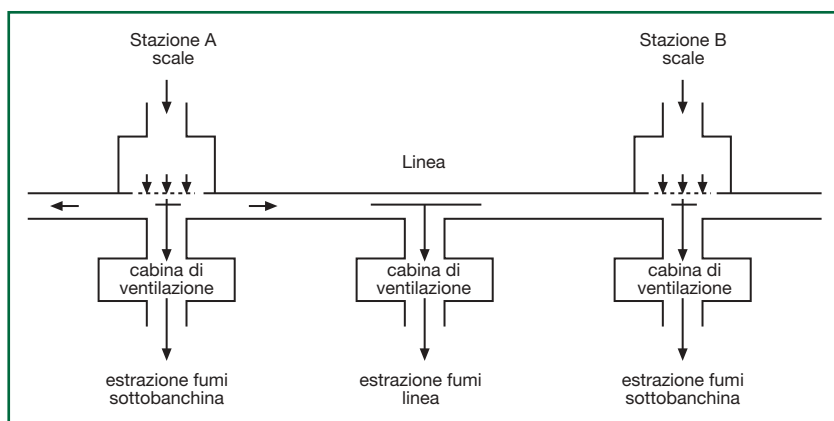 Stazione A
scale
Stazione B
scale
Linea
cabina di
ventilazione
cabina di
ventilazione
cabina di
ventilazione
estrazione fumi
sottobanchina
estrazione fumi
linea
estrazione fumi
sottobanchina